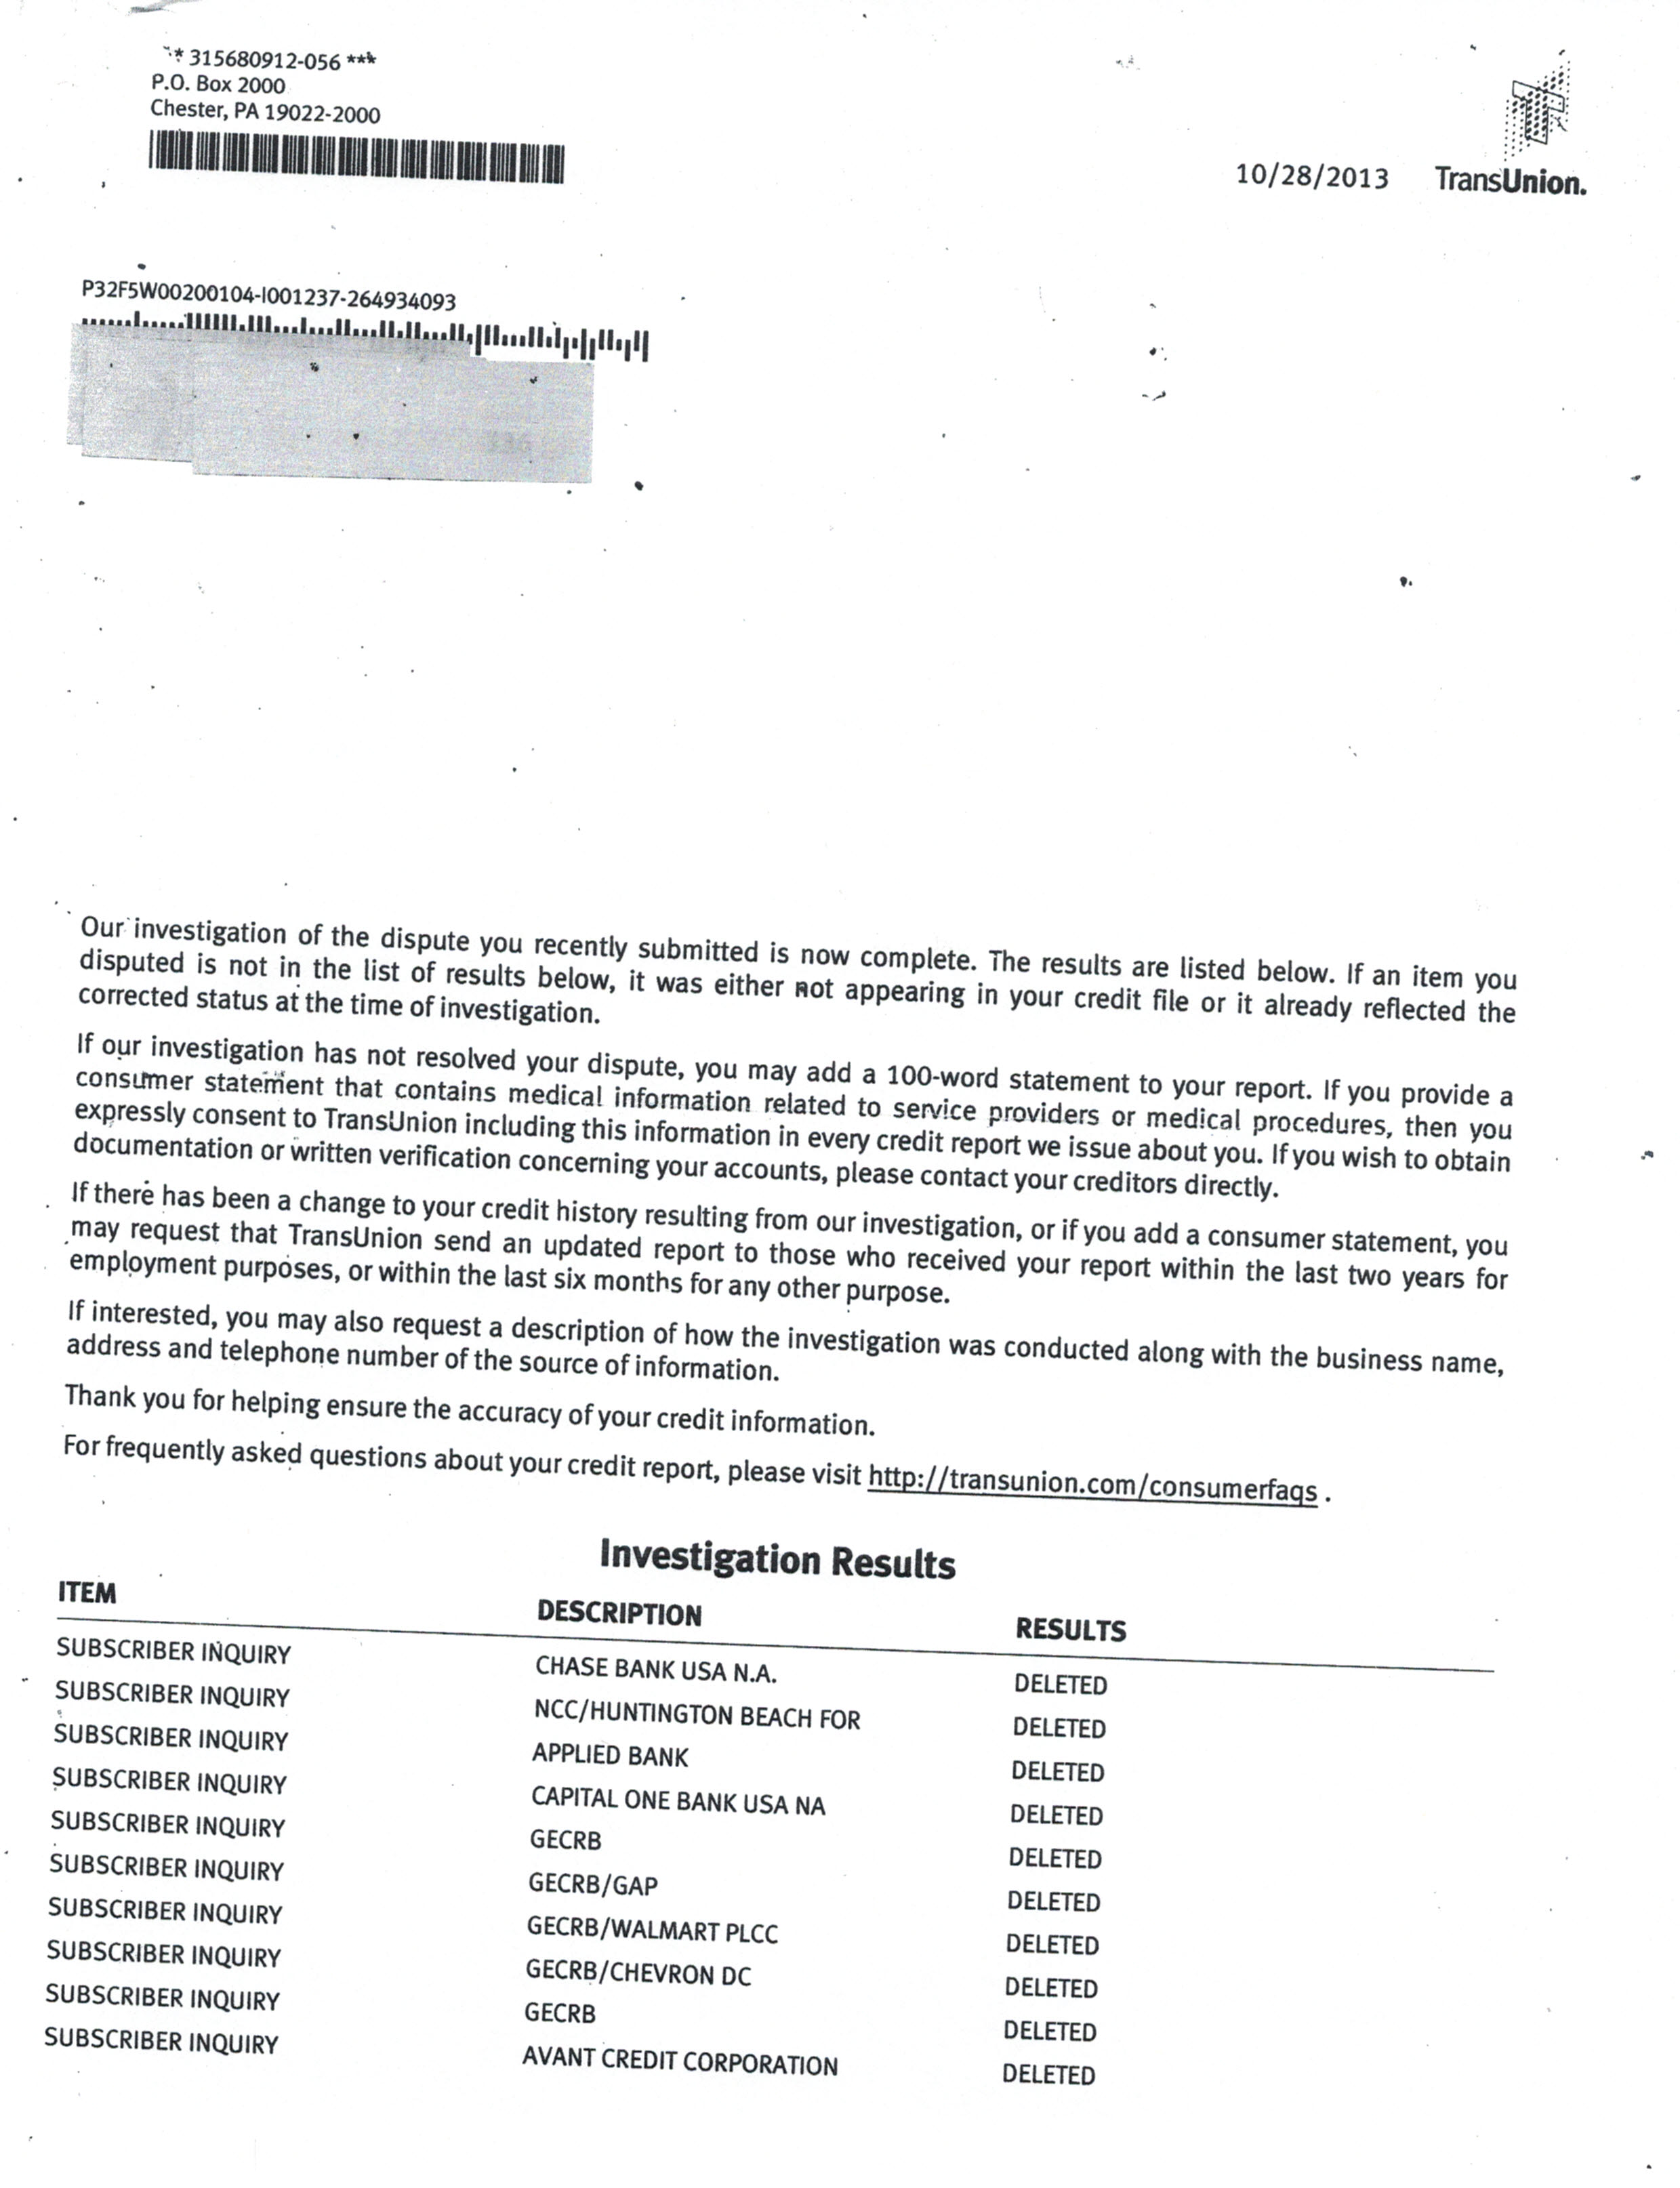 * 315680912-056 ***
P.O. Box 2000
Chester, PA 19022-2000
10/28/2013
TransUnion.
P32F5W00200104-I001237-264934093
Our investigation of the dispute you recently submitted is now complete. The results are listed below. If an item you
disputed is not in the list of results below, it was either not appearing in your credit file or it already reflected the
corrected status at the time of investigation.
If our investigation has not resolved your dispute, you may add a 100-word statement to your report. If you provide a
consumer statement that contains medical information related to service providers or medical procedures, then you
expressly consent to TransUnion including this information in every credit report we issue about you. If you wish to obtain
documentation or written verification concerning your accounts, please contact your creditors directly.
If there has been a change to your credit history resulting from our investigation, or if you add a consumer statement, you
may request that TransUnion send an updated report to those who received your report within the last two years for
employment purposes, or within the last six months for any other purpose.
If interested, you may also request a description of how the investigation was conducted along with the business name,
address and telephone number of the source of information.
Thank you for helping ensure the accuracy of your credit information.
For frequently asked questions about your credit report, please visit http://transunion.com/consumerfaqs .
Investigation Results
ITEM DESCRIPTION RESULTS
SUBSCRIBER INQUIRY CHASE BANK USA N.A. DELETED
SUBSCRIBER INQUIRY NCC/HUNTINGTON BEACH FOR DELETED
SUBSCRIBER INQUIRY APPLIED BANK DELETED
SUBSCRIBER INQUIRY CAPITAL ONE BANK USA NA DELETED
SUBSCRIBER INQUIRY GECRB DELETED
SUBSCRIBER INQUIRY GECRB/GAP DELETED
SUBSCRIBER INQUIRY GECRB/WALMART PLCC DELETED
SUBSCRIBER INQUIRY GECRB/CHEVRON DC DELETED
SUBSCRIBER INQUIRY GECRB DELETED
SUBSCRIBER INQUIRY AVANT CREDIT CORPORATION DELETED